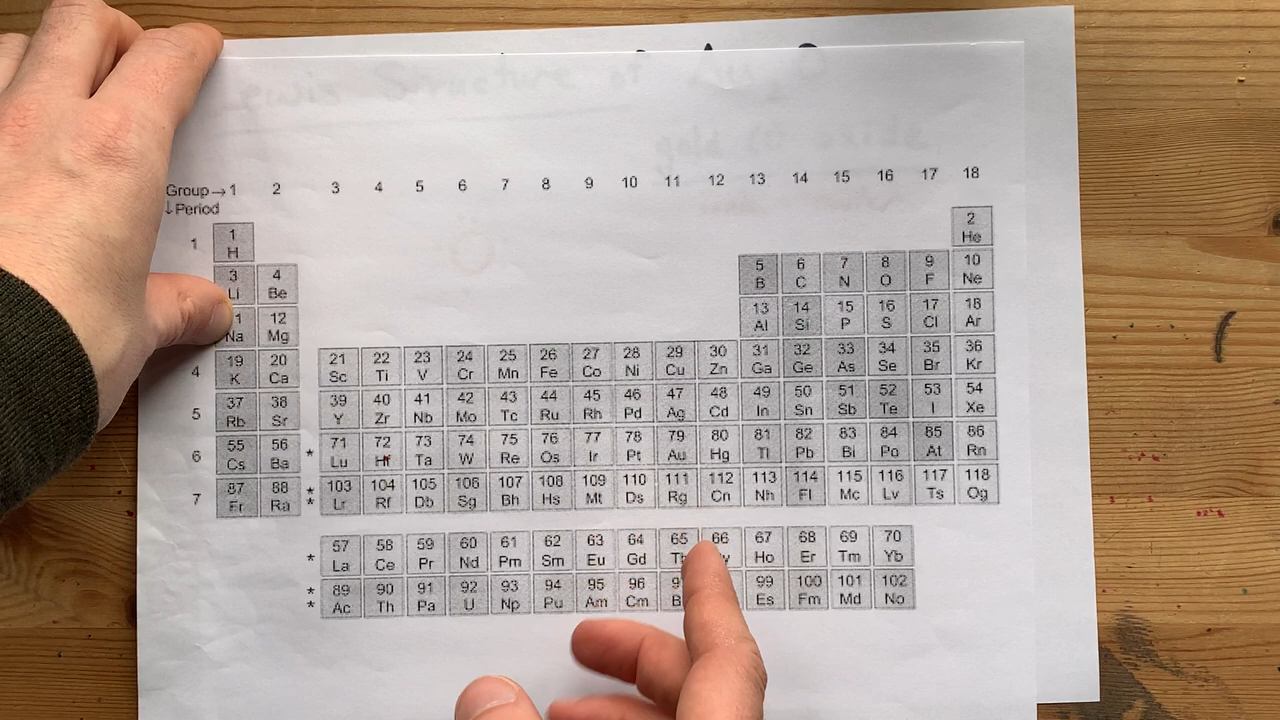 Structure of Au2O
gold (I) oxide
Group→ 1 2 3 4 5 6 7 8 9 10 11 12 13 14 15 16 17 18
↓Period
1 1 2
H He
3 4 5 6 7 8 9 10
Li Be B C N O F Ne
12 13 14 15 16 17 18
Na Mg Al Si P S Cl Ar
4 19 20 21 22 23 24 25 26 27 28 29 30 31 32 33 34 35 36
K Ca Sc Ti V Cr Mn Fe Co Ni Cu Zn Ga Ge As Se Br Kr
5 37 38 39 40 41 42 43 44 45 46 47 48 49 50 51 52 53 54
Rb Sr Y Zr Nb Mo Tc Ru Rh Pd Ag Cd In Sn Sb Te I Xe
6 55 56 * 71 72 73 74 75 76 77 78 79 80 81 82 83 84 85 86
Cs Ba Lu Hf Ta W Re Os Ir Pt Au Hg Tl Pb Bi Po At Rn
7 87 88 * * 103 104 105 106 107 108 109 110 111 112 113 114 115 116 117 118
Fr Ra Lr Rf Db Sg Bh Hs Mt Ds Rg Cn Nh Fl Mc Lv Ts Og
* 57 58 59 60 61 62 63 64 65 66 67 68 69 70
La Ce Pr Nd Pm Sm Eu Gd Ho Er Tm Yb
* * 89 90 91 92 93 94 95 96 99 100 101 102
Ac Th Pa U Np Pu Am Cm Es Fm Md No